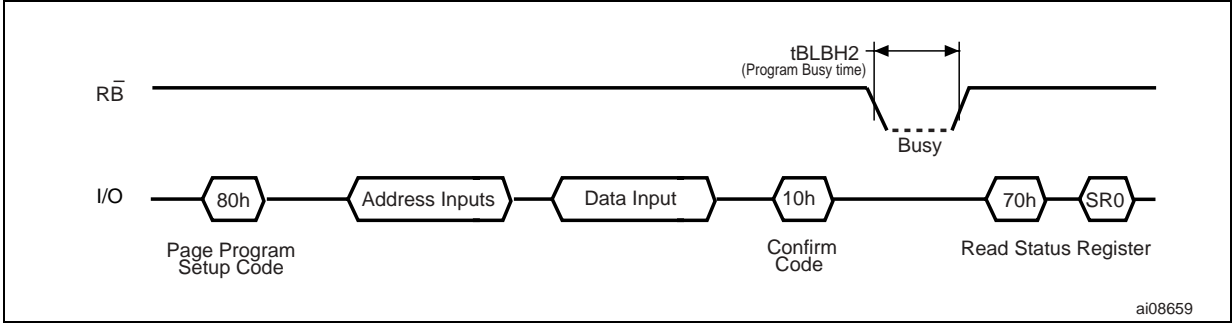 tBLBH2
(Program Busy time)
RB̅
Busy
I/O
80h
Address Inputs
Data Input
10h
70h
SR0
Page Program
Setup Code
Confirm
Code
Read Status Register
ai08659